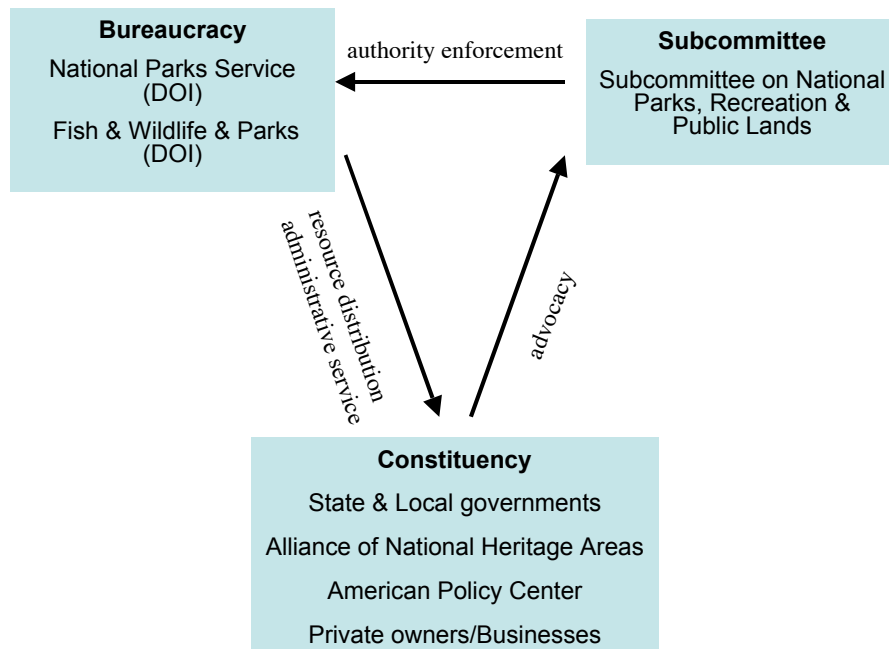 Bureaucracy
National Parks Service
(DOI)
Fish & Wildlife & Parks
(DOI)
authority enforcement
Subcommittee
Subcommittee on National
Parks, Recreation &
Public Lands
resource distribution
administrative service
advocacy
Constituency
State & Local governments
Alliance of National Heritage Areas
American Policy Center
Private owners/Businesses